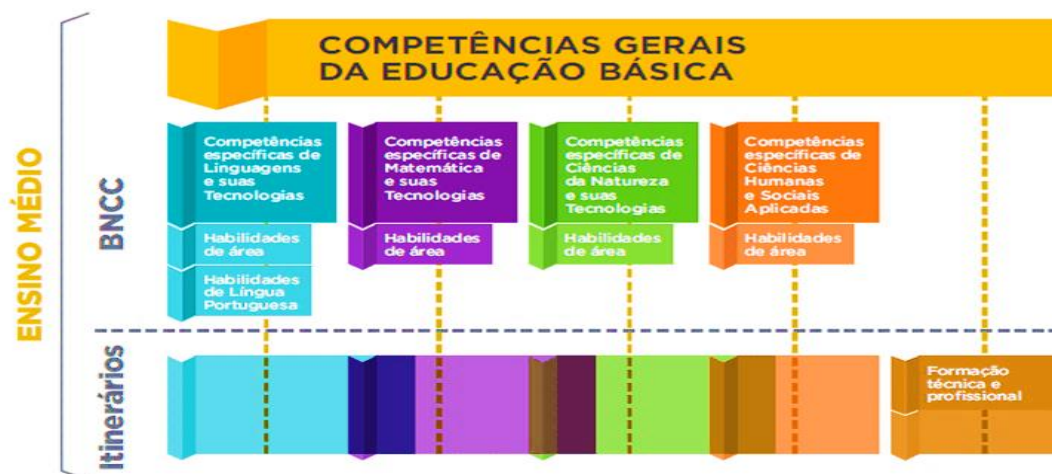 ENSINO MÉDIO
BNCC
COMPETÊNCIAS GERAIS
DA EDUCAÇÃO BÁSICA
Competências
específicas de
Linguagens
e suas
Tecnologias
Habilidades
de área
Habilidades
de Língua
Portuguesa
Competências
específicas de
Matemática
e suas
Tecnologias
Habilidades
de área
Competências
específicas de
Ciências
da Natureza
e suas
Tecnologias
Habilidades
de área
Competências
específicas de
Ciências
Humanas
e Sociais
Aplicadas
Habilidades
de área
Itinerários
Formação
técnica e
profissional